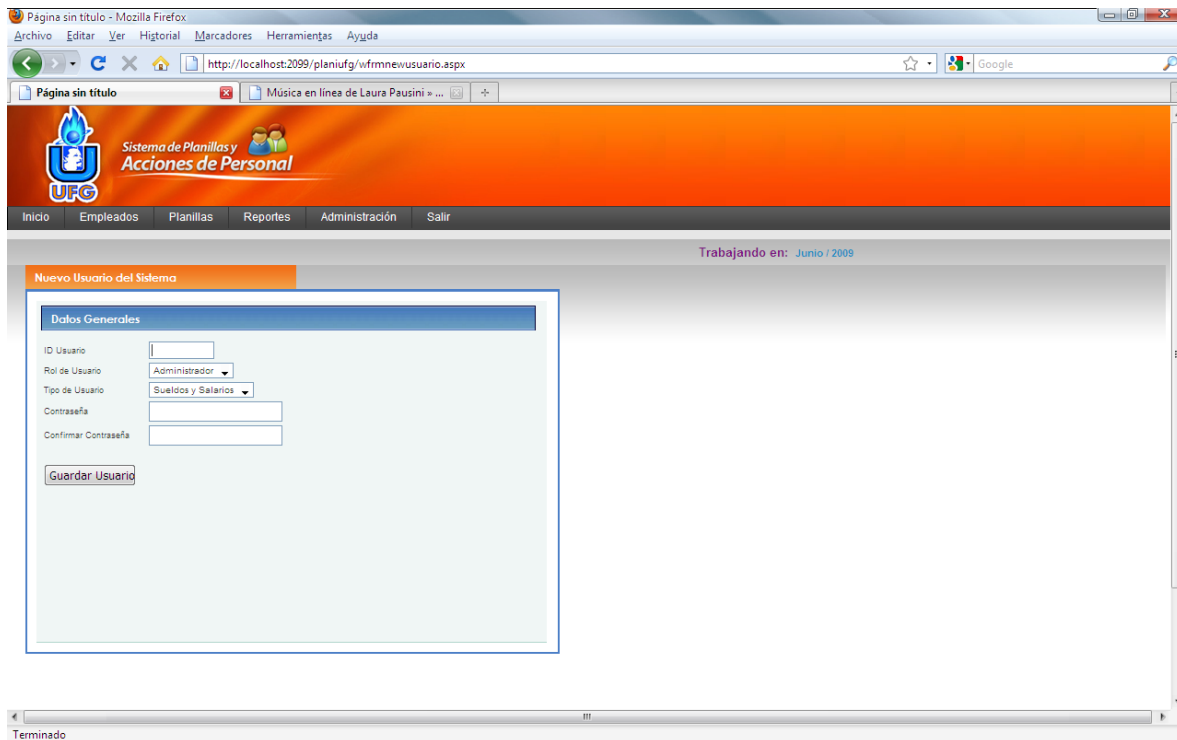 Página sin título - Mozilla Firefox
Archivo Editar Ver Historial Marcadores Herramientas Ayuda
http://localhost:2099/planiufg/wfrmnewusuario.aspx Google
Página sin título Música en línea de Laura Pausini » ...
Sistema de Planillas y
Acciones de Personal
UFG
Inicio Empleados Planillas Reportes Administración Salir
Trabajando en: Junio / 2009
Nuevo Usuario del Sistema
Datos Generales
ID Usuario
Rol de Usuario Administrador
Tipo de Usuario Sueldos y Salarios
Contraseña
Confirmar Contraseña
Guardar Usuario
Terminado